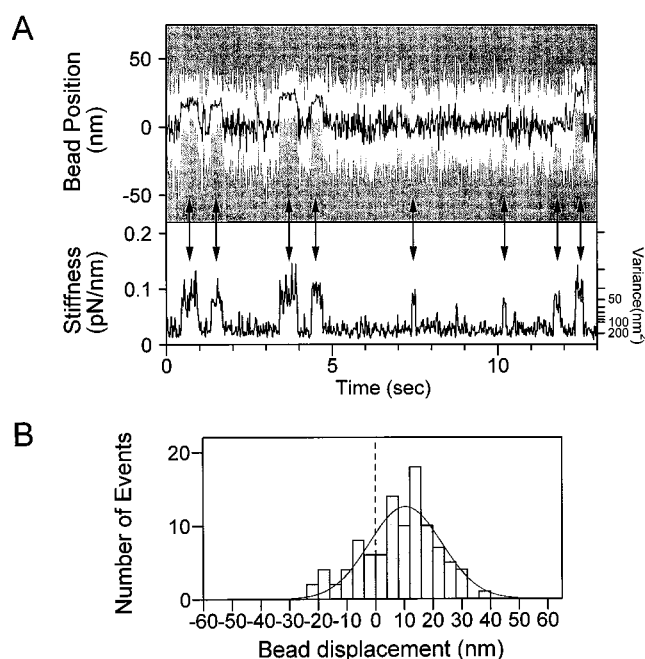 A
Bead Position
(nm)
50
0
-50
Stiffness
(pN/nm)
0.2
0.1
0
Variance(nm²)
50
100
200
0 5 10
Time (sec)
B
Number of Events
20
10
0
-60 -50 -40 -30 -20 -10 0 10 20 30 40 50 60
Bead displacement (nm)